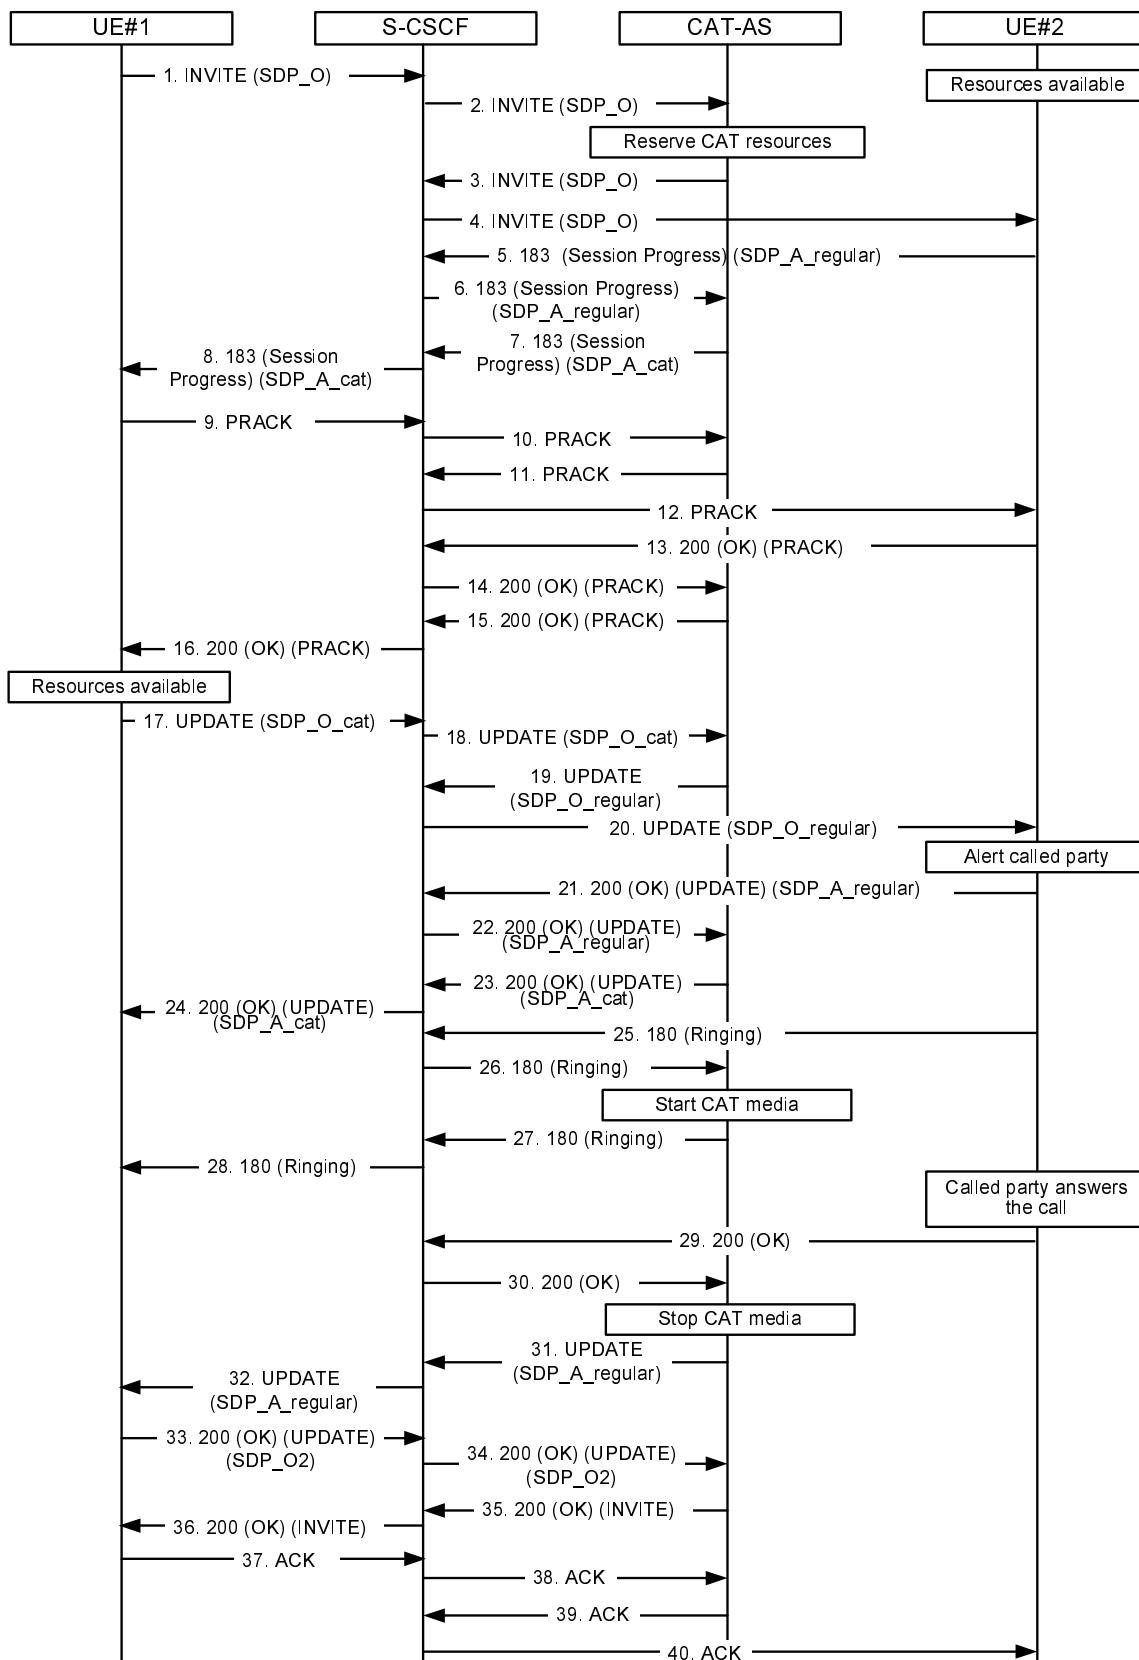 UE#1
S-CSCF
CAT-AS
UE#2
1. INVITE (SDP_O)
Resources available
2. INVITE (SDP_O)
Reserve CAT resources
3. INVITE (SDP_O)
4. INVITE (SDP_O)
5. 183 (Session Progress) (SDP_A_regular)
6. 183 (Session Progress)
(SDP_A_regular)
7. 183 (Session
Progress) (SDP_A_cat)
8. 183 (Session
Progress) (SDP_A_cat)
9. PRACK
10. PRACK
11. PRACK
12. PRACK
13. 200 (OK) (PRACK)
14. 200 (OK) (PRACK)
15. 200 (OK) (PRACK)
16. 200 (OK) (PRACK)
Resources available
17. UPDATE (SDP_O_cat)
18. UPDATE (SDP_O_cat)
19. UPDATE
(SDP_O_regular)
20. UPDATE (SDP_O_regular)
Alert called party
21. 200 (OK) (UPDATE) (SDP_A_regular)
22. 200 (OK) (UPDATE)
(SDP_A_regular)
23. 200 (OK) (UPDATE)
(SDP_A_cat)
24. 200 (OK) (UPDATE)
(SDP_A_cat)
25. 180 (Ringing)
26. 180 (Ringing)
Start CAT media
27. 180 (Ringing)
28. 180 (Ringing)
Called party answers
the call
29. 200 (OK)
30. 200 (OK)
Stop CAT media
31. UPDATE
(SDP_A_regular)
32. UPDATE
(SDP_A_regular)
33. 200 (OK) (UPDATE)
(SDP_O2)
34. 200 (OK) (UPDATE)
(SDP_O2)
35. 200 (OK) (INVITE)
36. 200 (OK) (INVITE)
37. ACK
38. ACK
39. ACK
40. ACK